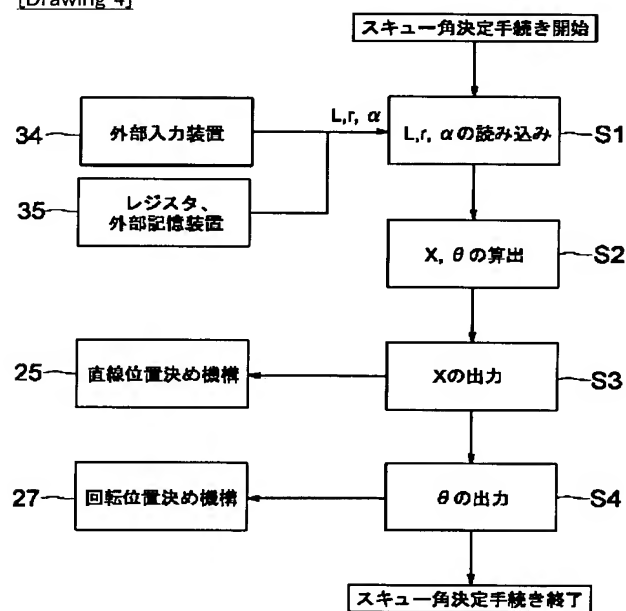 [Drawing 4]
スキュー角決定手続き開始
34
外部入力装置
L,r, α
L,r, αの読み込み
S1
35
レジスタ、
外部記憶装置
X, θの算出
S2
25
直線位置決め機構
Xの出力
S3
27
回転位置決め機構
θの出力
S4
スキュー角決定手続き終了